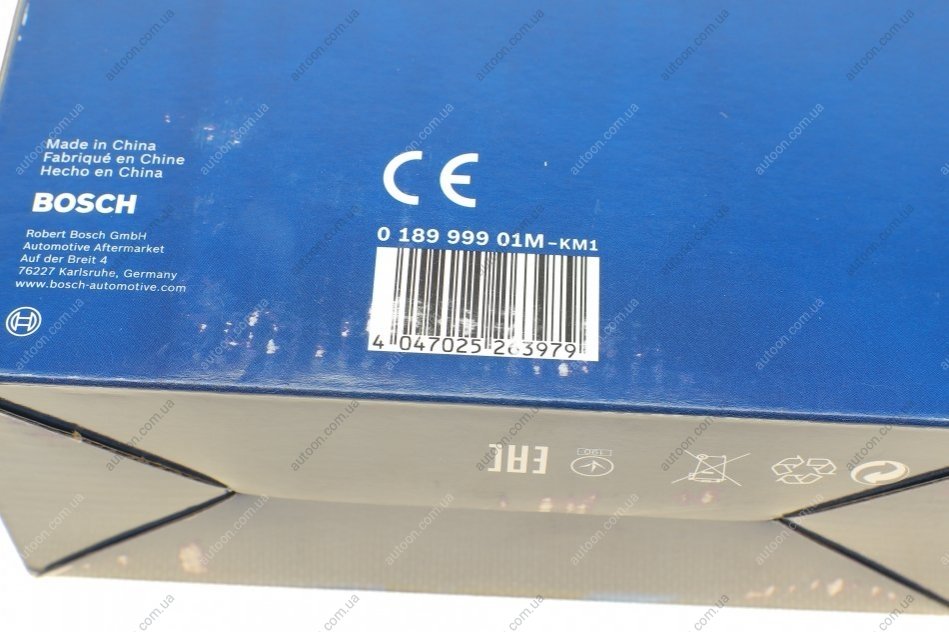 Made in China
Fabriqué en Chine
Hecho en China
BOSCH
Robert Bosch GmbH
Automotive Aftermarket
Auf der Breit 4
76227 Karlsruhe, Germany
www.bosch-automotive.com
CE
0 189 999 01M-KM1
4 047025 263979
EAC
autoon.com.ua